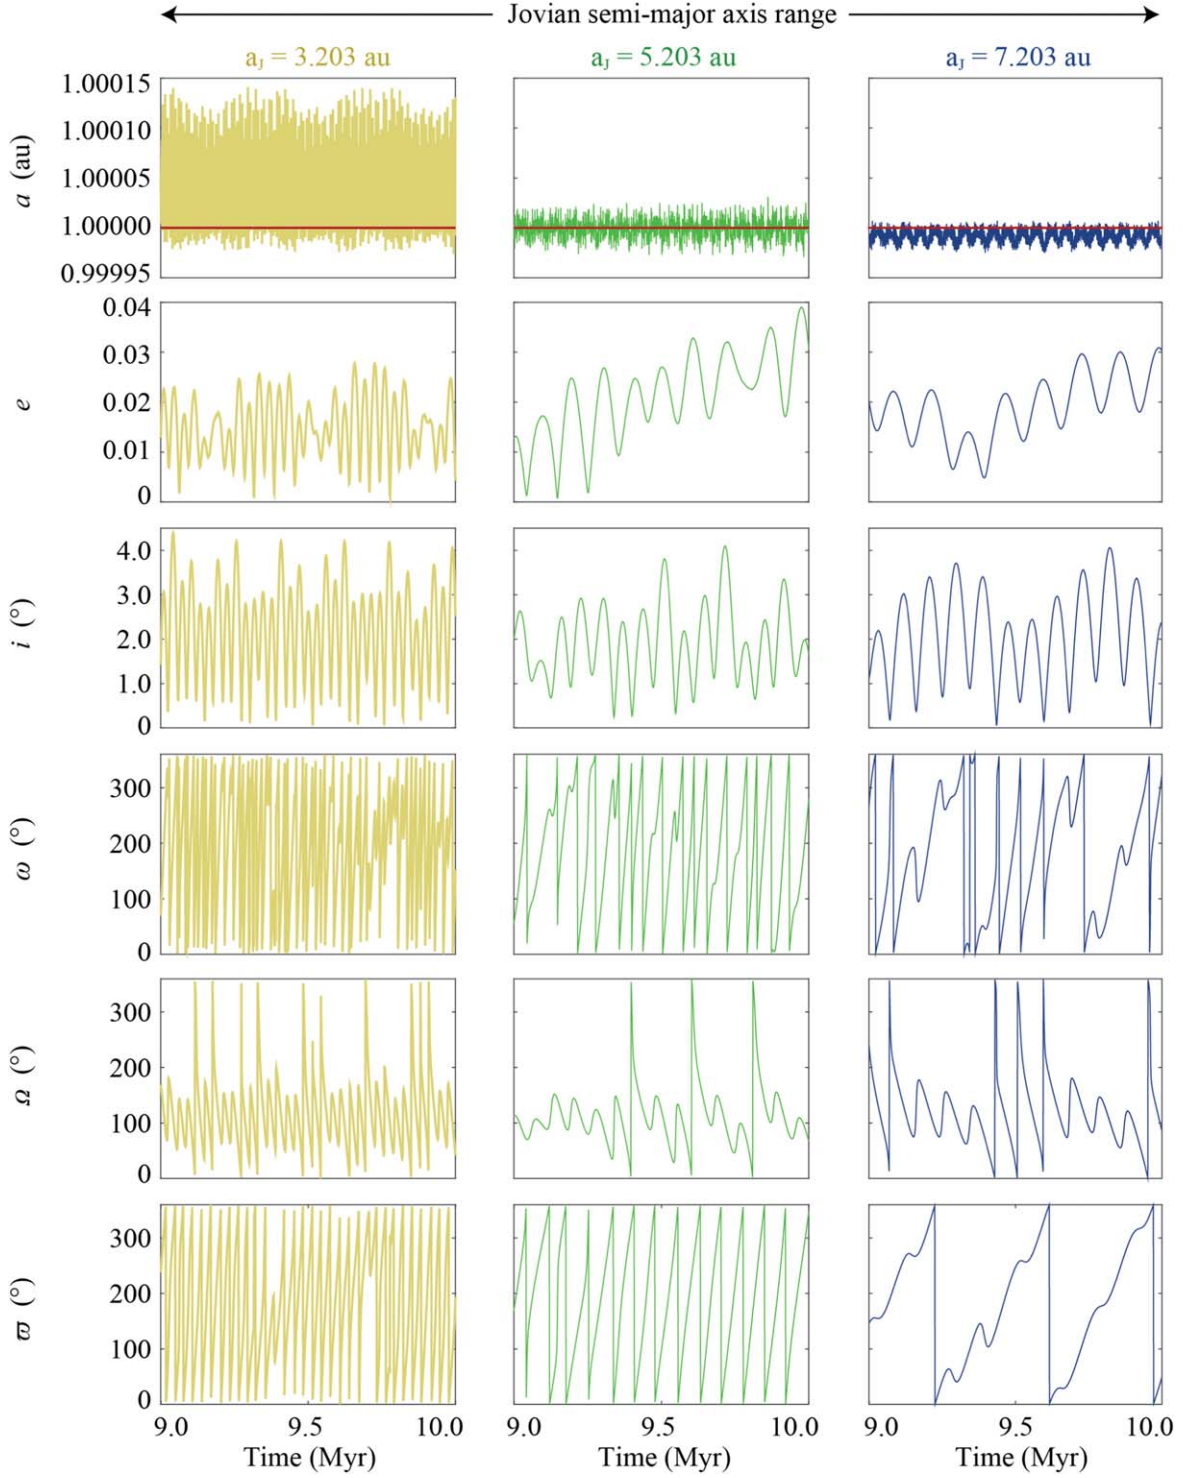 Jovian semi-major axis range
a_J = 3.203 au
a_J = 5.203 au
a_J = 7.203 au
a (au)
1.00015
1.00010
1.00005
1.00000
0.99995
e
0.04
0.03
0.02
0.01
0
i (°)
4.0
3.0
2.0
1.0
0
ω (°)
300
200
100
0
Ω (°)
300
200
100
0
ϖ (°)
300
200
100
0
9.0 9.5 10.0
9.0 9.5 10.0
9.0 9.5 10.0
Time (Myr)
Time (Myr)
Time (Myr)